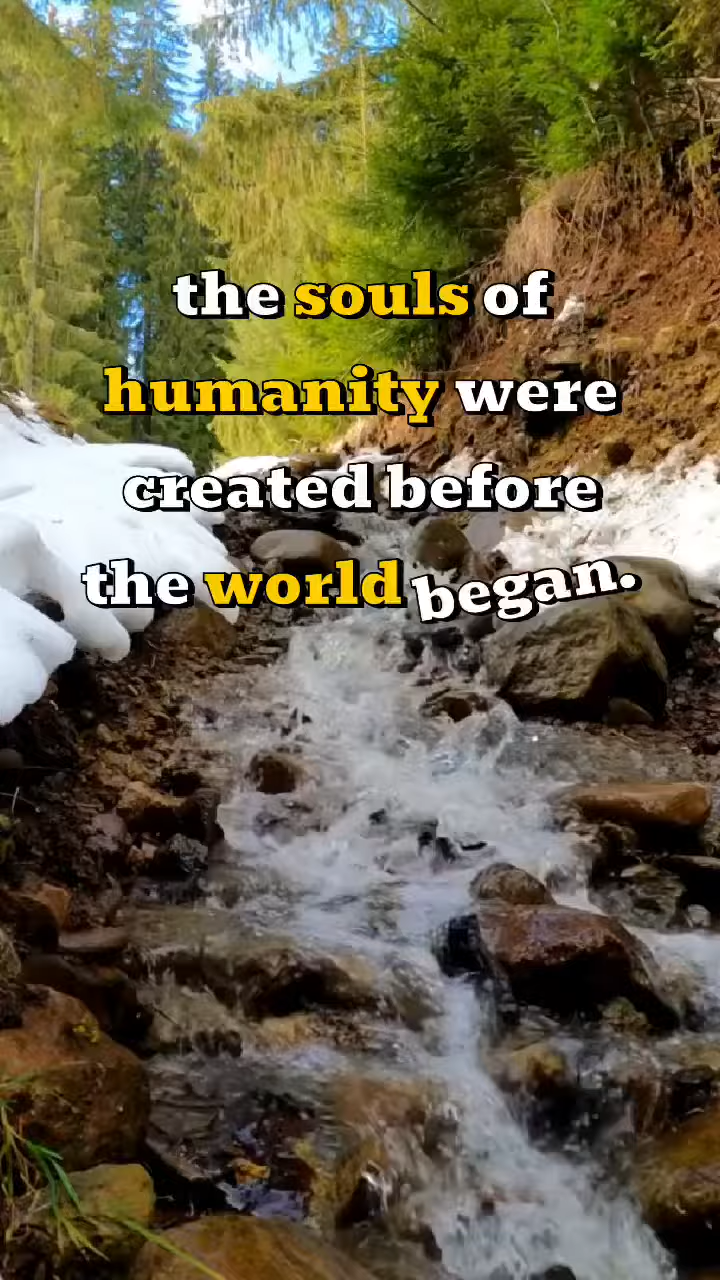 the souls of
humanity were
created before
the world began.